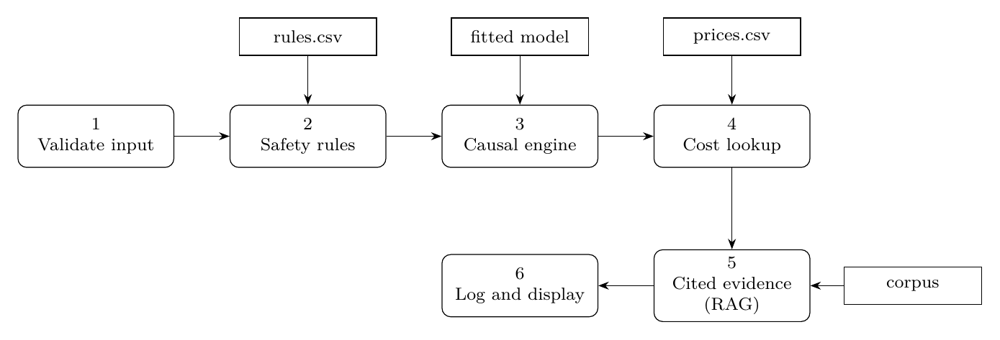 rules.csv
fitted model
prices.csv
1
Validate input
2
Safety rules
3
Causal engine
4
Cost lookup
6
Log and display
5
Cited evidence
(RAG)
corpus